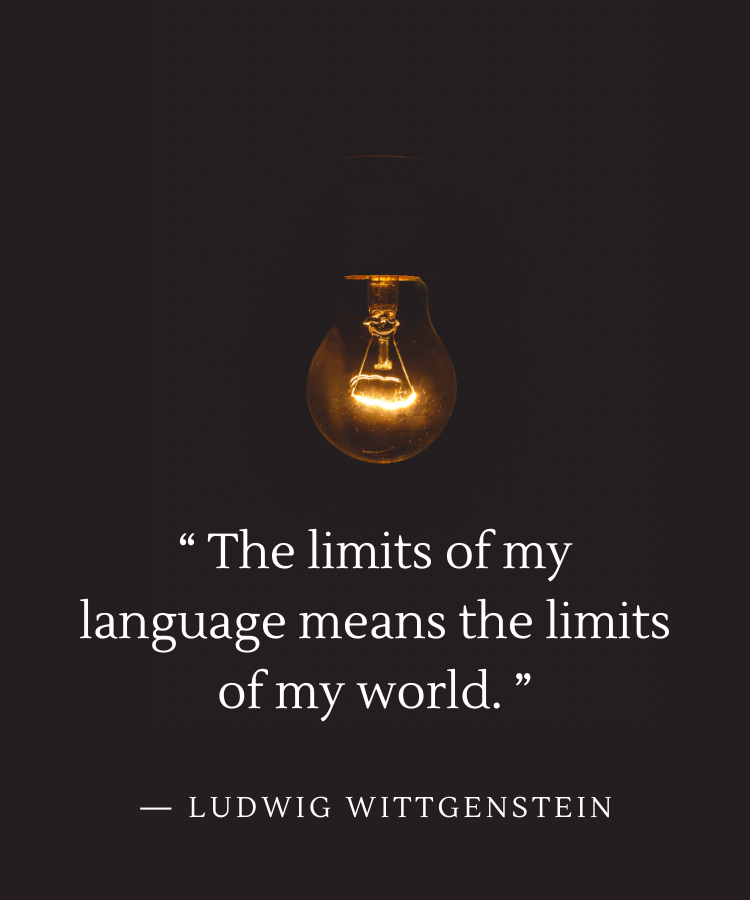 “ The limits of my
language means the limits
of my world. ”
— LUDWIG WITTGENSTEIN